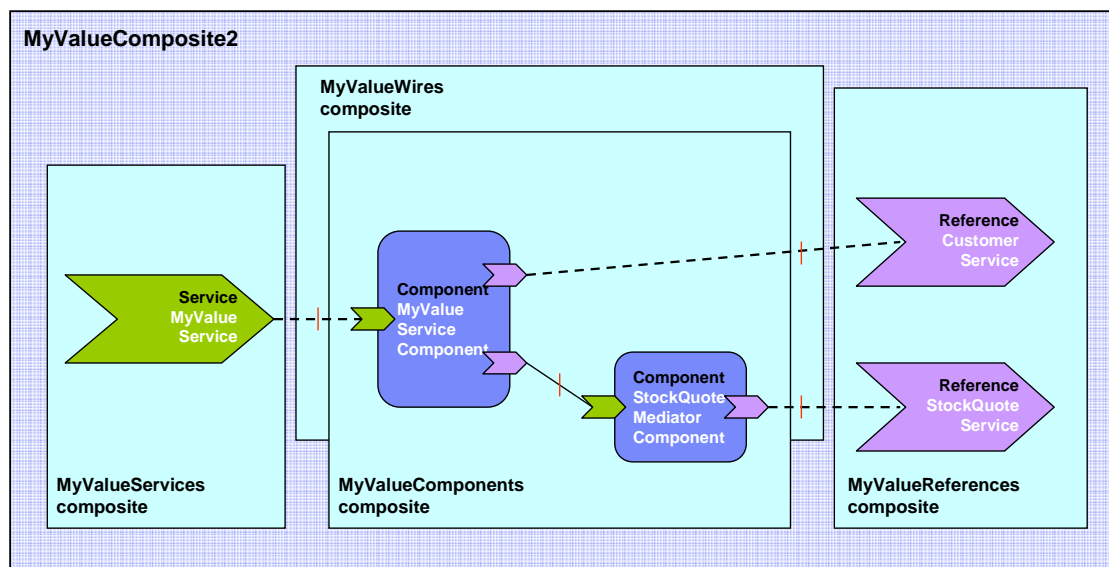 MyValueComposite2
MyValueWires
composite
Service
MyValue
Service
Component
MyValue
Service
Component
Component
StockQuote
Mediator
Component
Reference
Customer
Service
Reference
StockQuote
Service
MyValueServices
composite
MyValueComponents
composite
MyValueReferences
composite